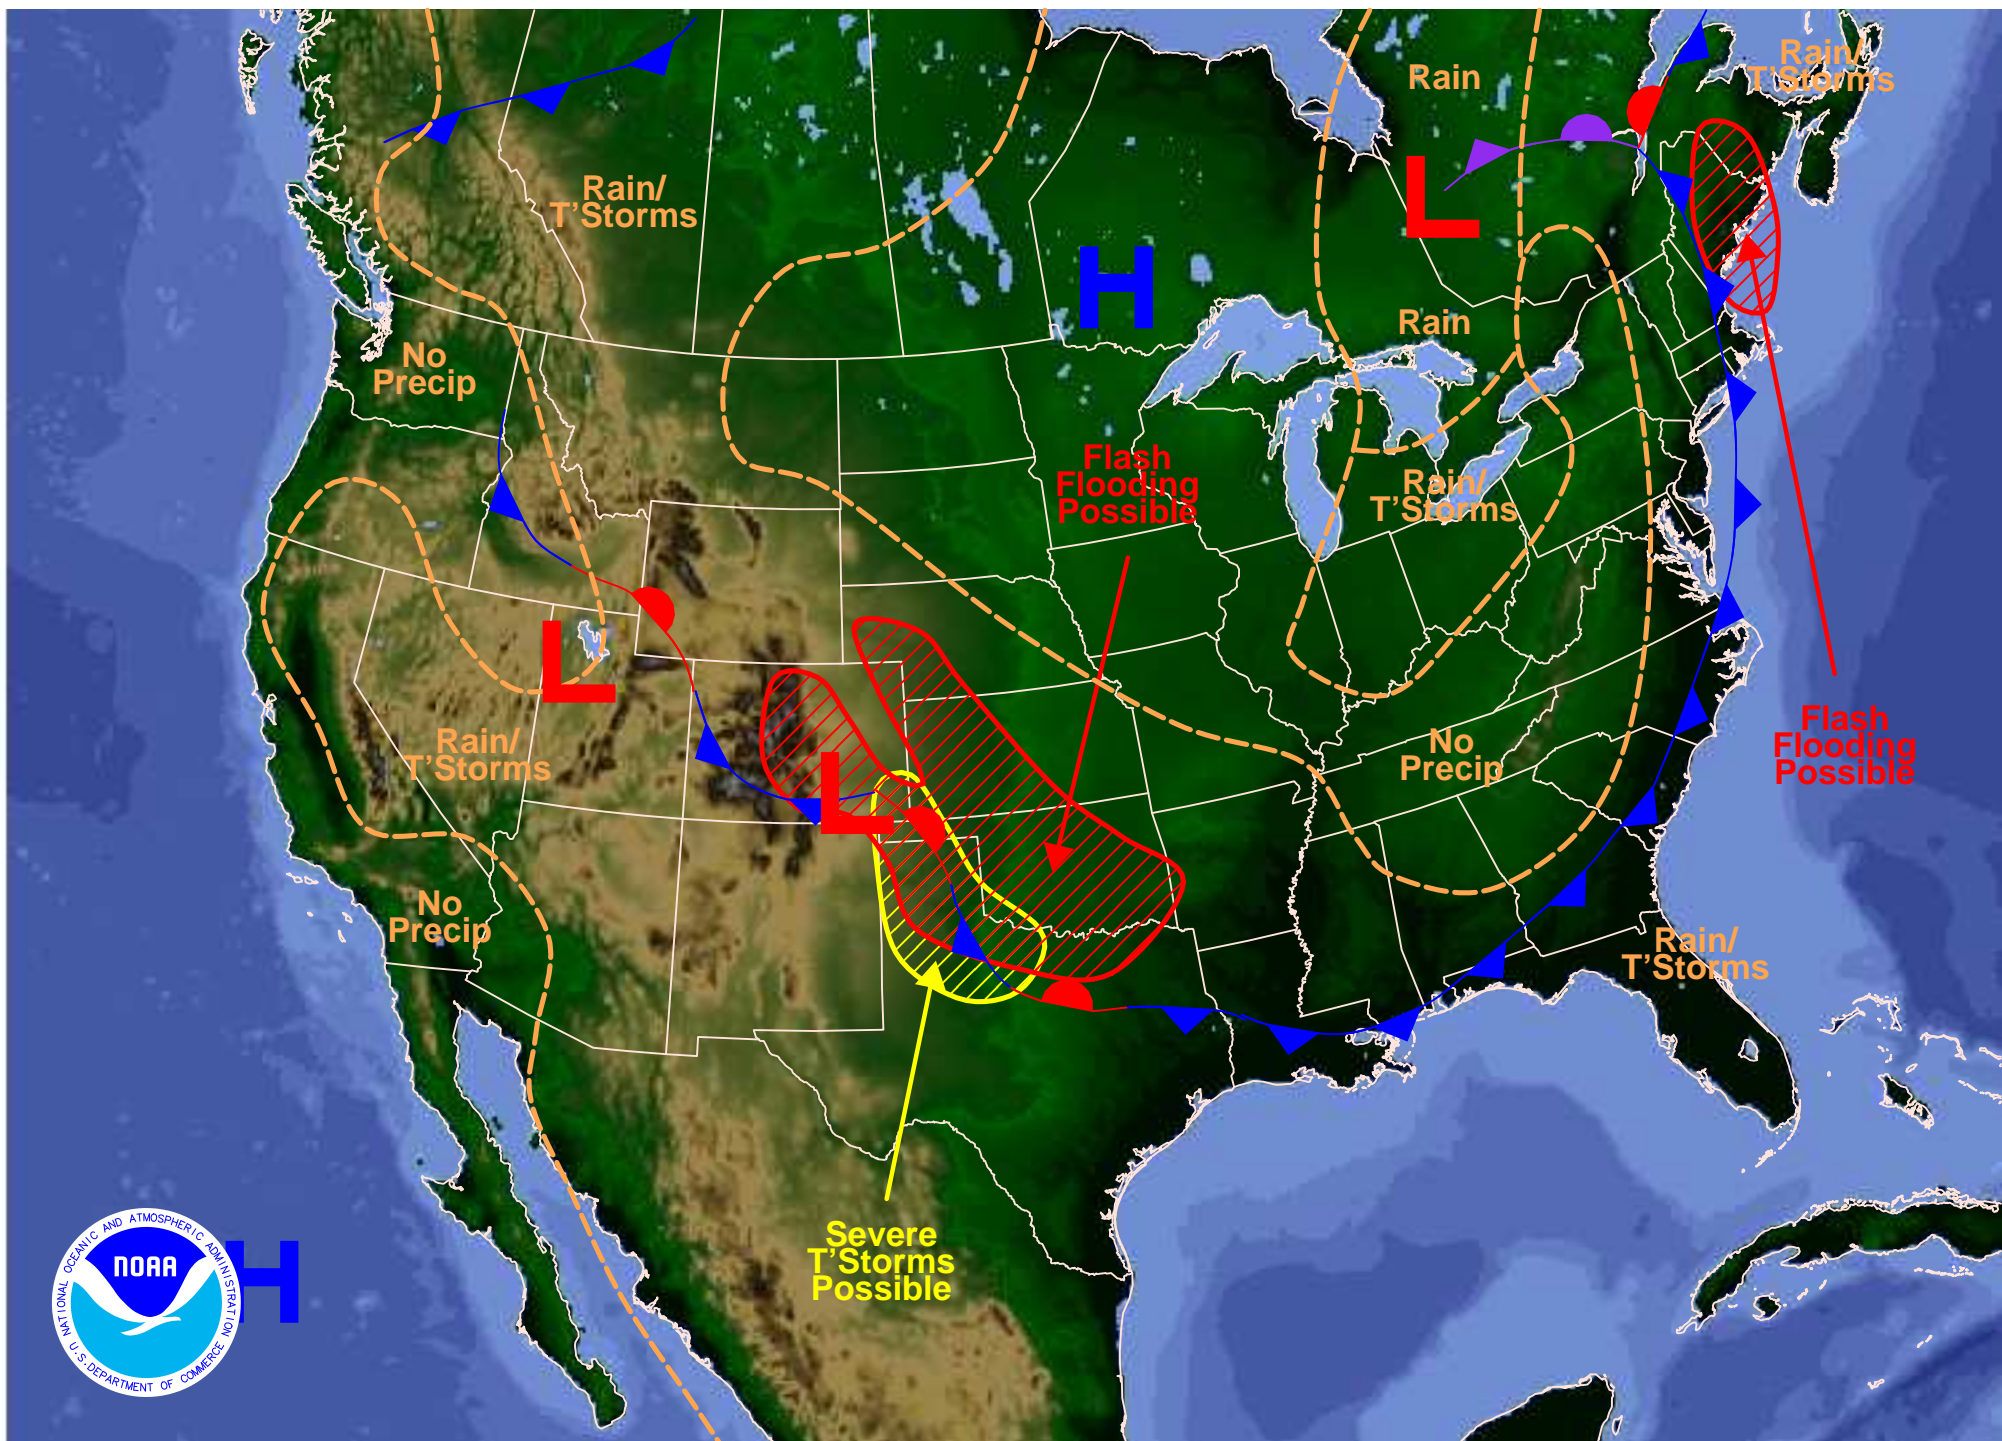 Rain
Rain/
T'Storms
Rain/
T'Storms
H
L
Rain
No
Precip
Flash
Flooding
Possible
Rain/
T'Storms
L
Rain/
T'Storms
L
No
Precip
Flash
Flooding
Possible
No
Precip
Rain/
T'Storms
Severe
T'Storms
Possible
H
NATIONAL OCEANIC AND ATMOSPHERIC ADMINISTRATION
NOAA
U.S. DEPARTMENT OF COMMERCE